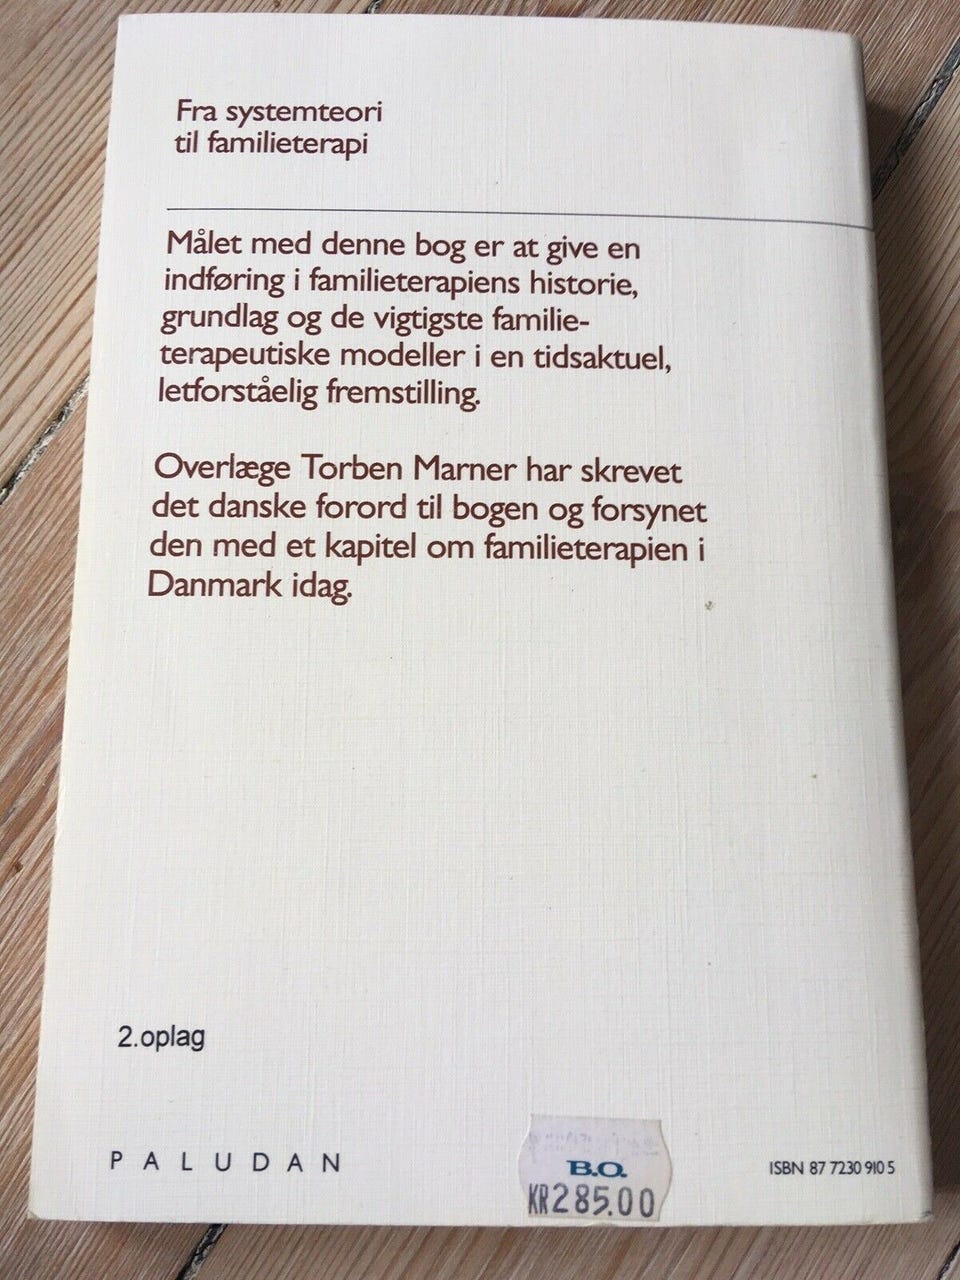 Fra systemteori
til familieterapi
Målet med denne bog er at give en
indføring i familieterapiens historie,
grundlag og de vigtigste familie-
terapeutiske modeller i en tidsaktuel,
letforståelig fremstilling.
Overlæge Torben Marner har skrevet
det danske forord til bogen og forsynet
den med et kapitel om familieterapien i
Danmark idag.
2.oplag
PALUDAN
B.O.
KR285.00
ISBN 87 7230 910 5